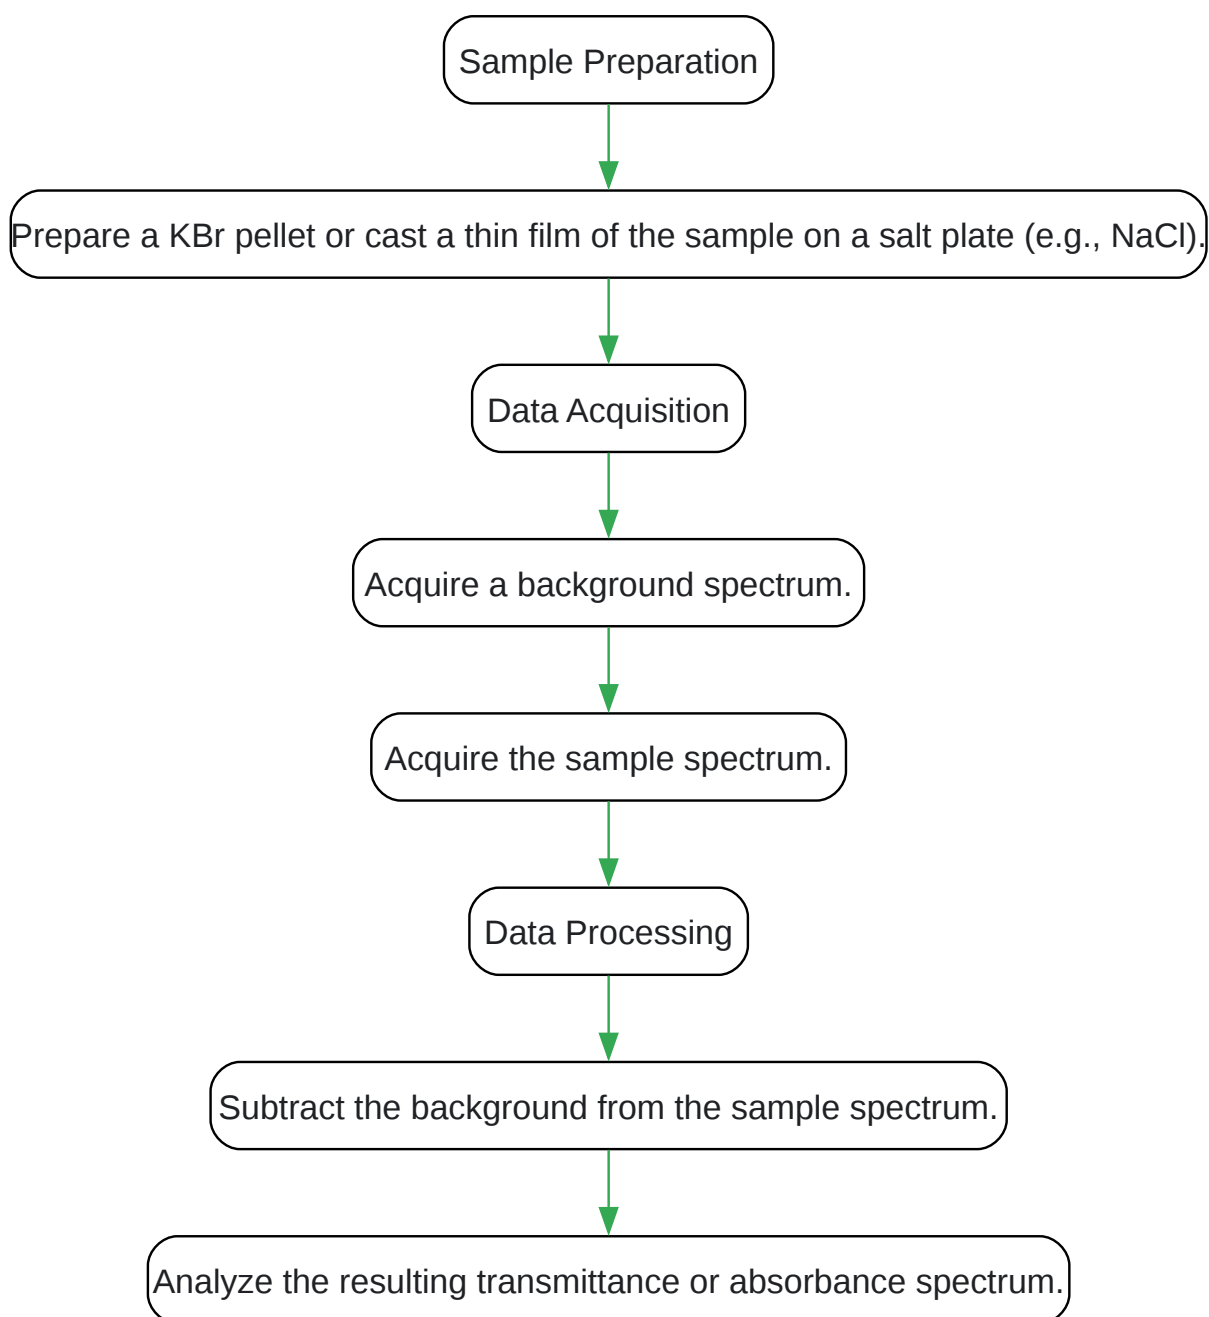 Sample Preparation
Prepare a KBr pellet or cast a thin film of the sample on a salt plate (e.g., NaCl).
Data Acquisition
Acquire a background spectrum.
Acquire the sample spectrum.
Data Processing
Subtract the background from the sample spectrum.
Analyze the resulting transmittance or absorbance spectrum.